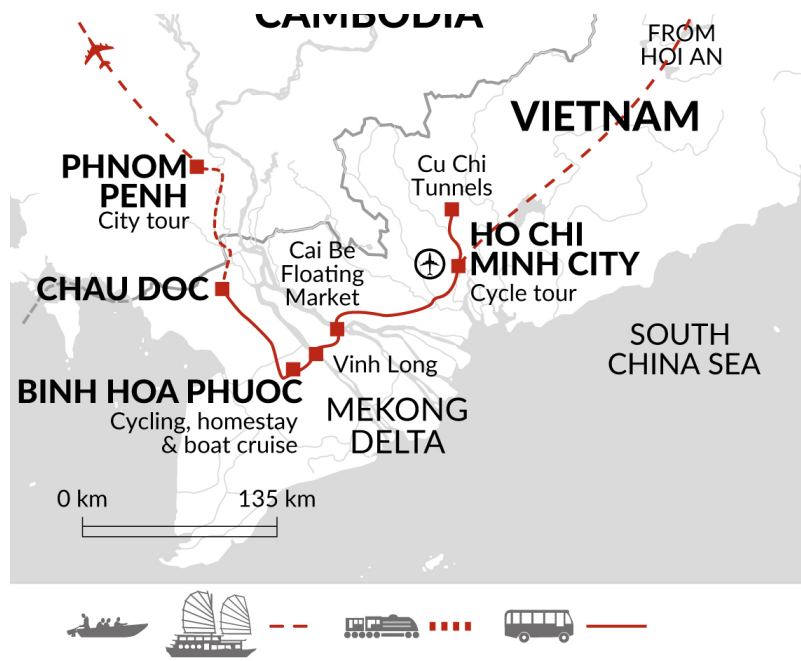 CAMBODIA
FROM
HOI AN
VIETNAM
PHNOM
PENH
City tour
Cu Chi
Tunnels
HO CHI
MINH CITY
Cycle tour
Cai Be
Floating
Market
CHAU DOC
SOUTH
CHINA SEA
Vinh Long
BINH HOA PHUOC
Cycling, homestay
& boat cruise
MEKONG
DELTA
0 km 135 km